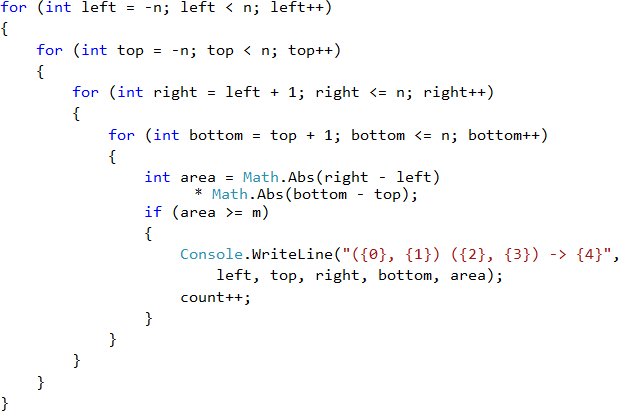 for (int left = -n; left < n; left++)
{
    for (int top = -n; top < n; top++)
    {
        for (int right = left + 1; right <= n; right++)
        {
            for (int bottom = top + 1; bottom <= n; bottom++)
            {
                int area = Math.Abs(right - left)
                      * Math.Abs(bottom - top);
                if (area >= m)
                {
                    Console.WriteLine("({0}, {1}) ({2}, {3}) -> {4}",
                        left, top, right, bottom, area);
                    count++;
                }
            }
        }
    }
}